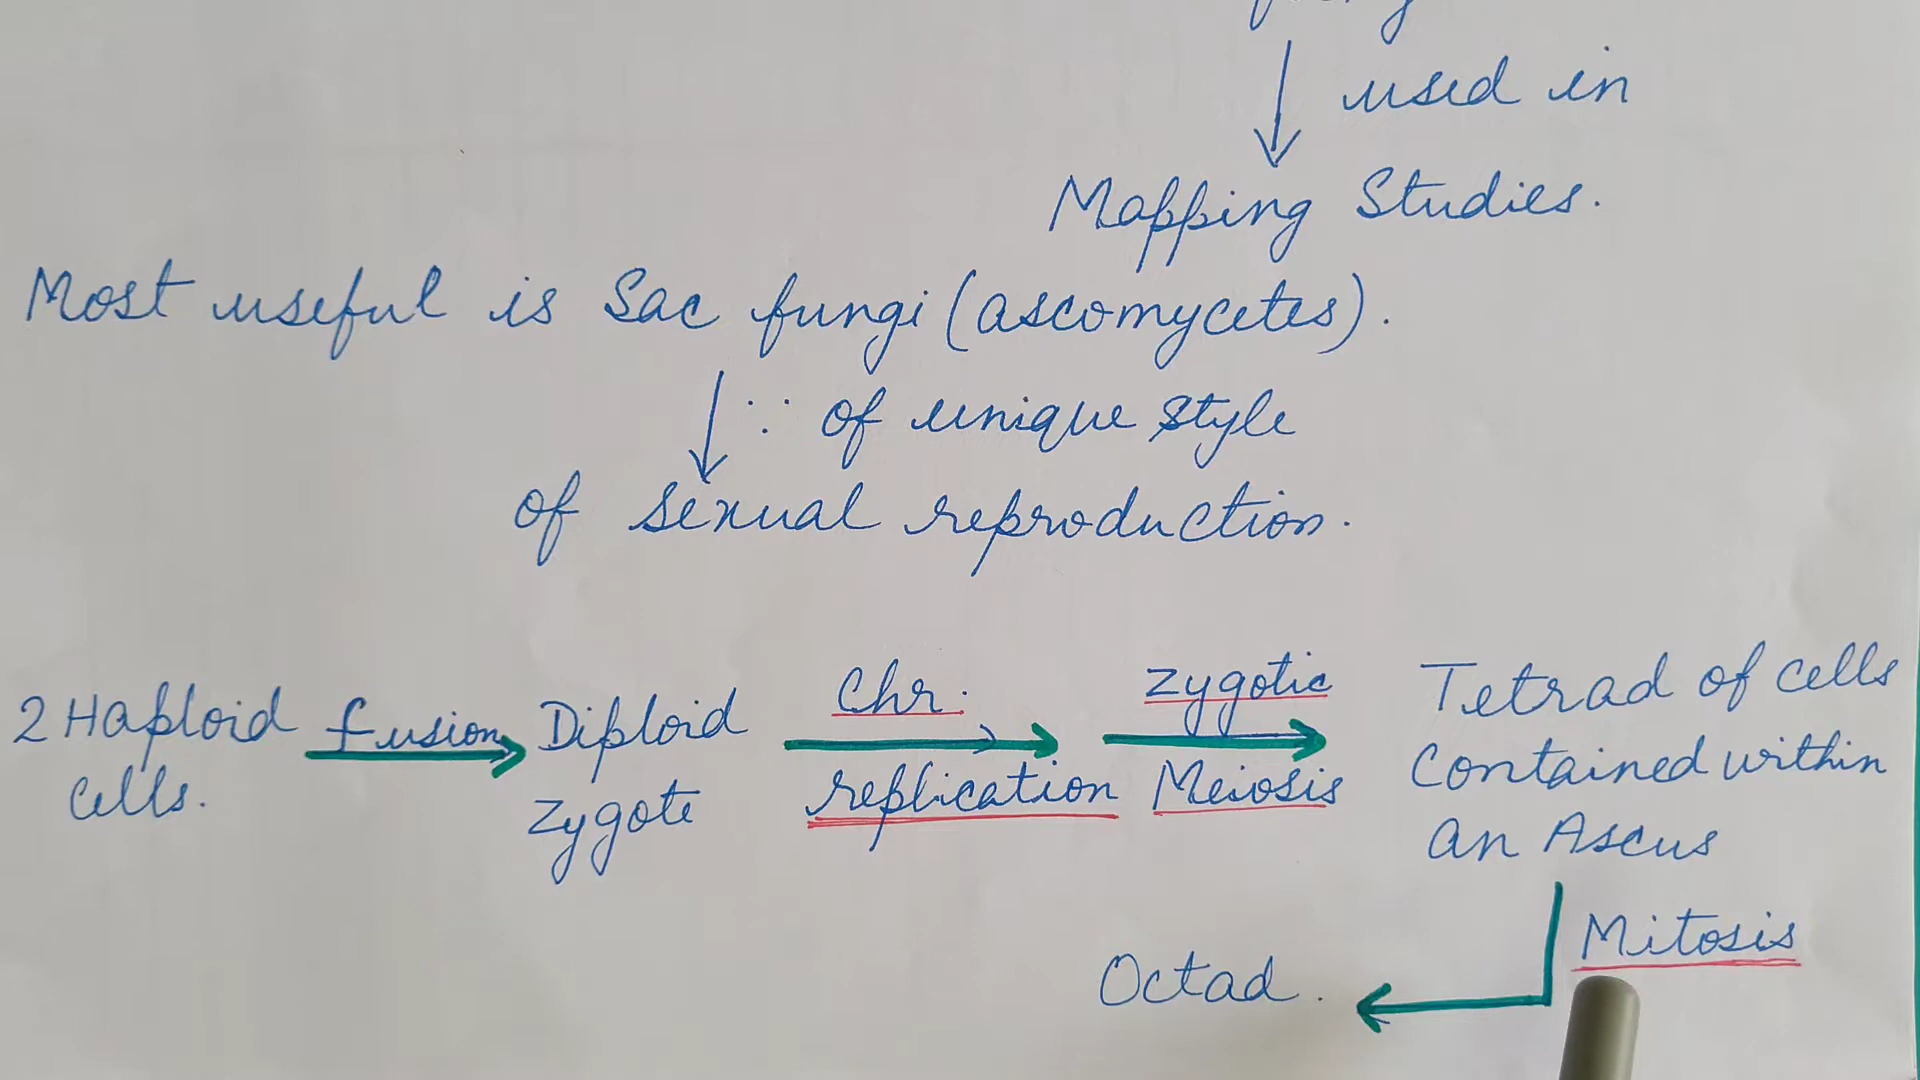 used in
Mapping Studies.
Most useful is Sac fungi (ascomycetes).
∵ of unique style
of sexual reproduction.
2 Haploid cells.
fusion
Diploid zygote
Chr. replication
zygotic Meiosis
Tetrad of cells
Contained within
an Ascus
Mitosis
Octad.